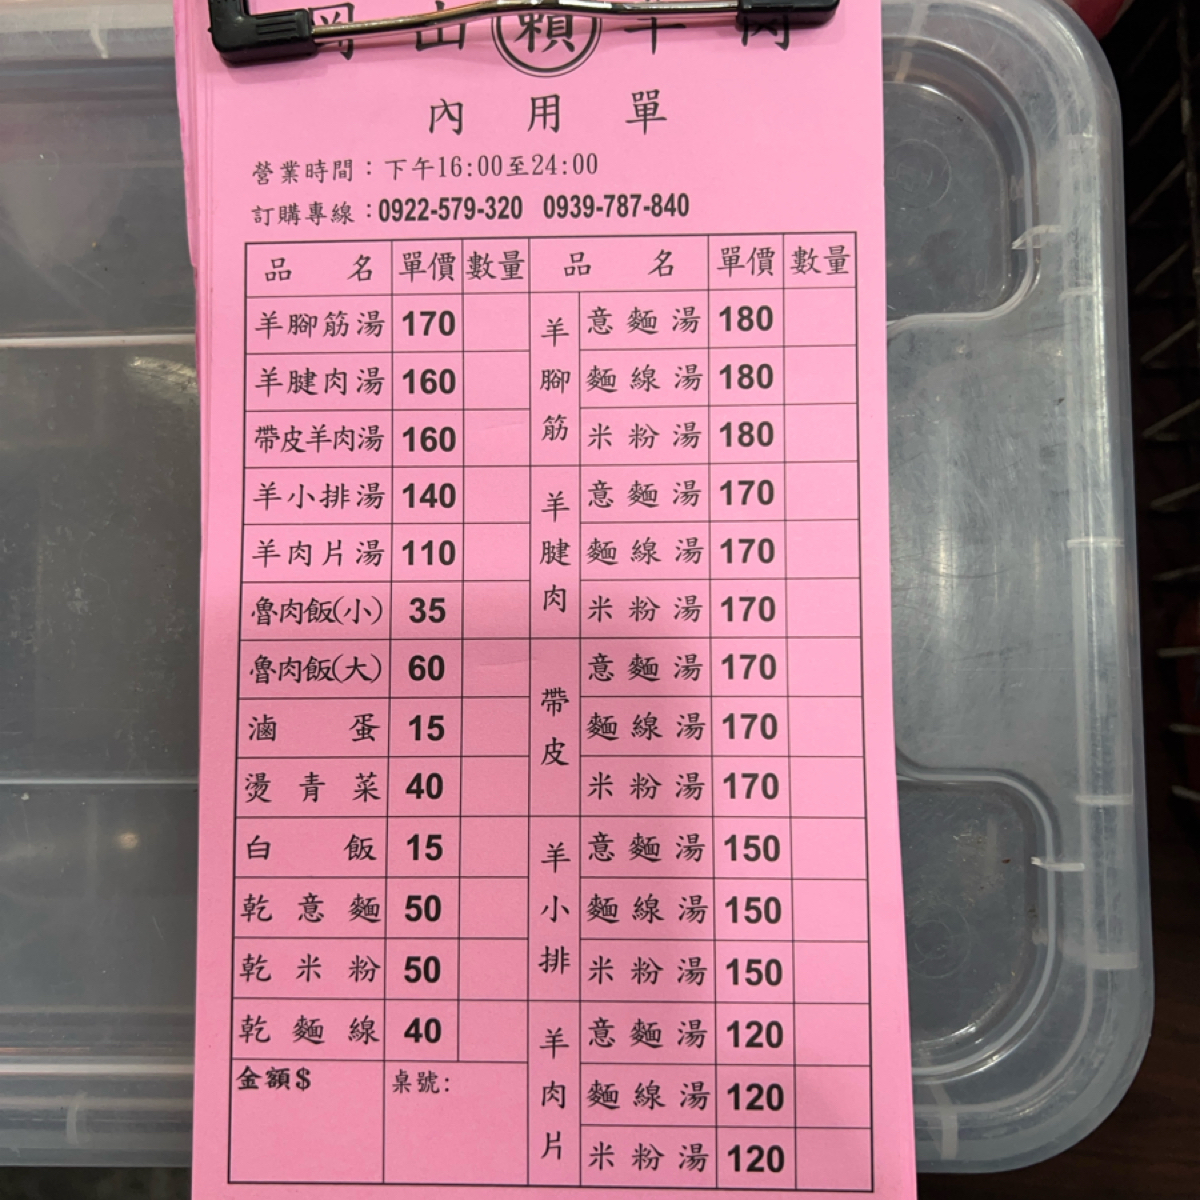 岡山賴羊肉
內用單
營業時間：下午16:00至24:00
訂購專線：0922-579-320 0939-787-840
品名 單價 數量 品名 單價 數量
羊腳筋湯 170
羊腱肉湯 160
帶皮羊肉湯 160
羊小排湯 140
羊肉片湯 110
魯肉飯(小) 35
魯肉飯(大) 60
滷蛋 15
燙青菜 40
白飯 15
乾意麵 50
乾米粉 50
乾麵線 40
金額$
桌號:
羊腳筋
意麵湯 180
麵線湯 180
米粉湯 180
羊腱肉
意麵湯 170
麵線湯 170
米粉湯 170
帶皮
意麵湯 170
麵線湯 170
米粉湯 170
羊小排
意麵湯 150
麵線湯 150
米粉湯 150
羊肉片
意麵湯 120
麵線湯 120
米粉湯 120